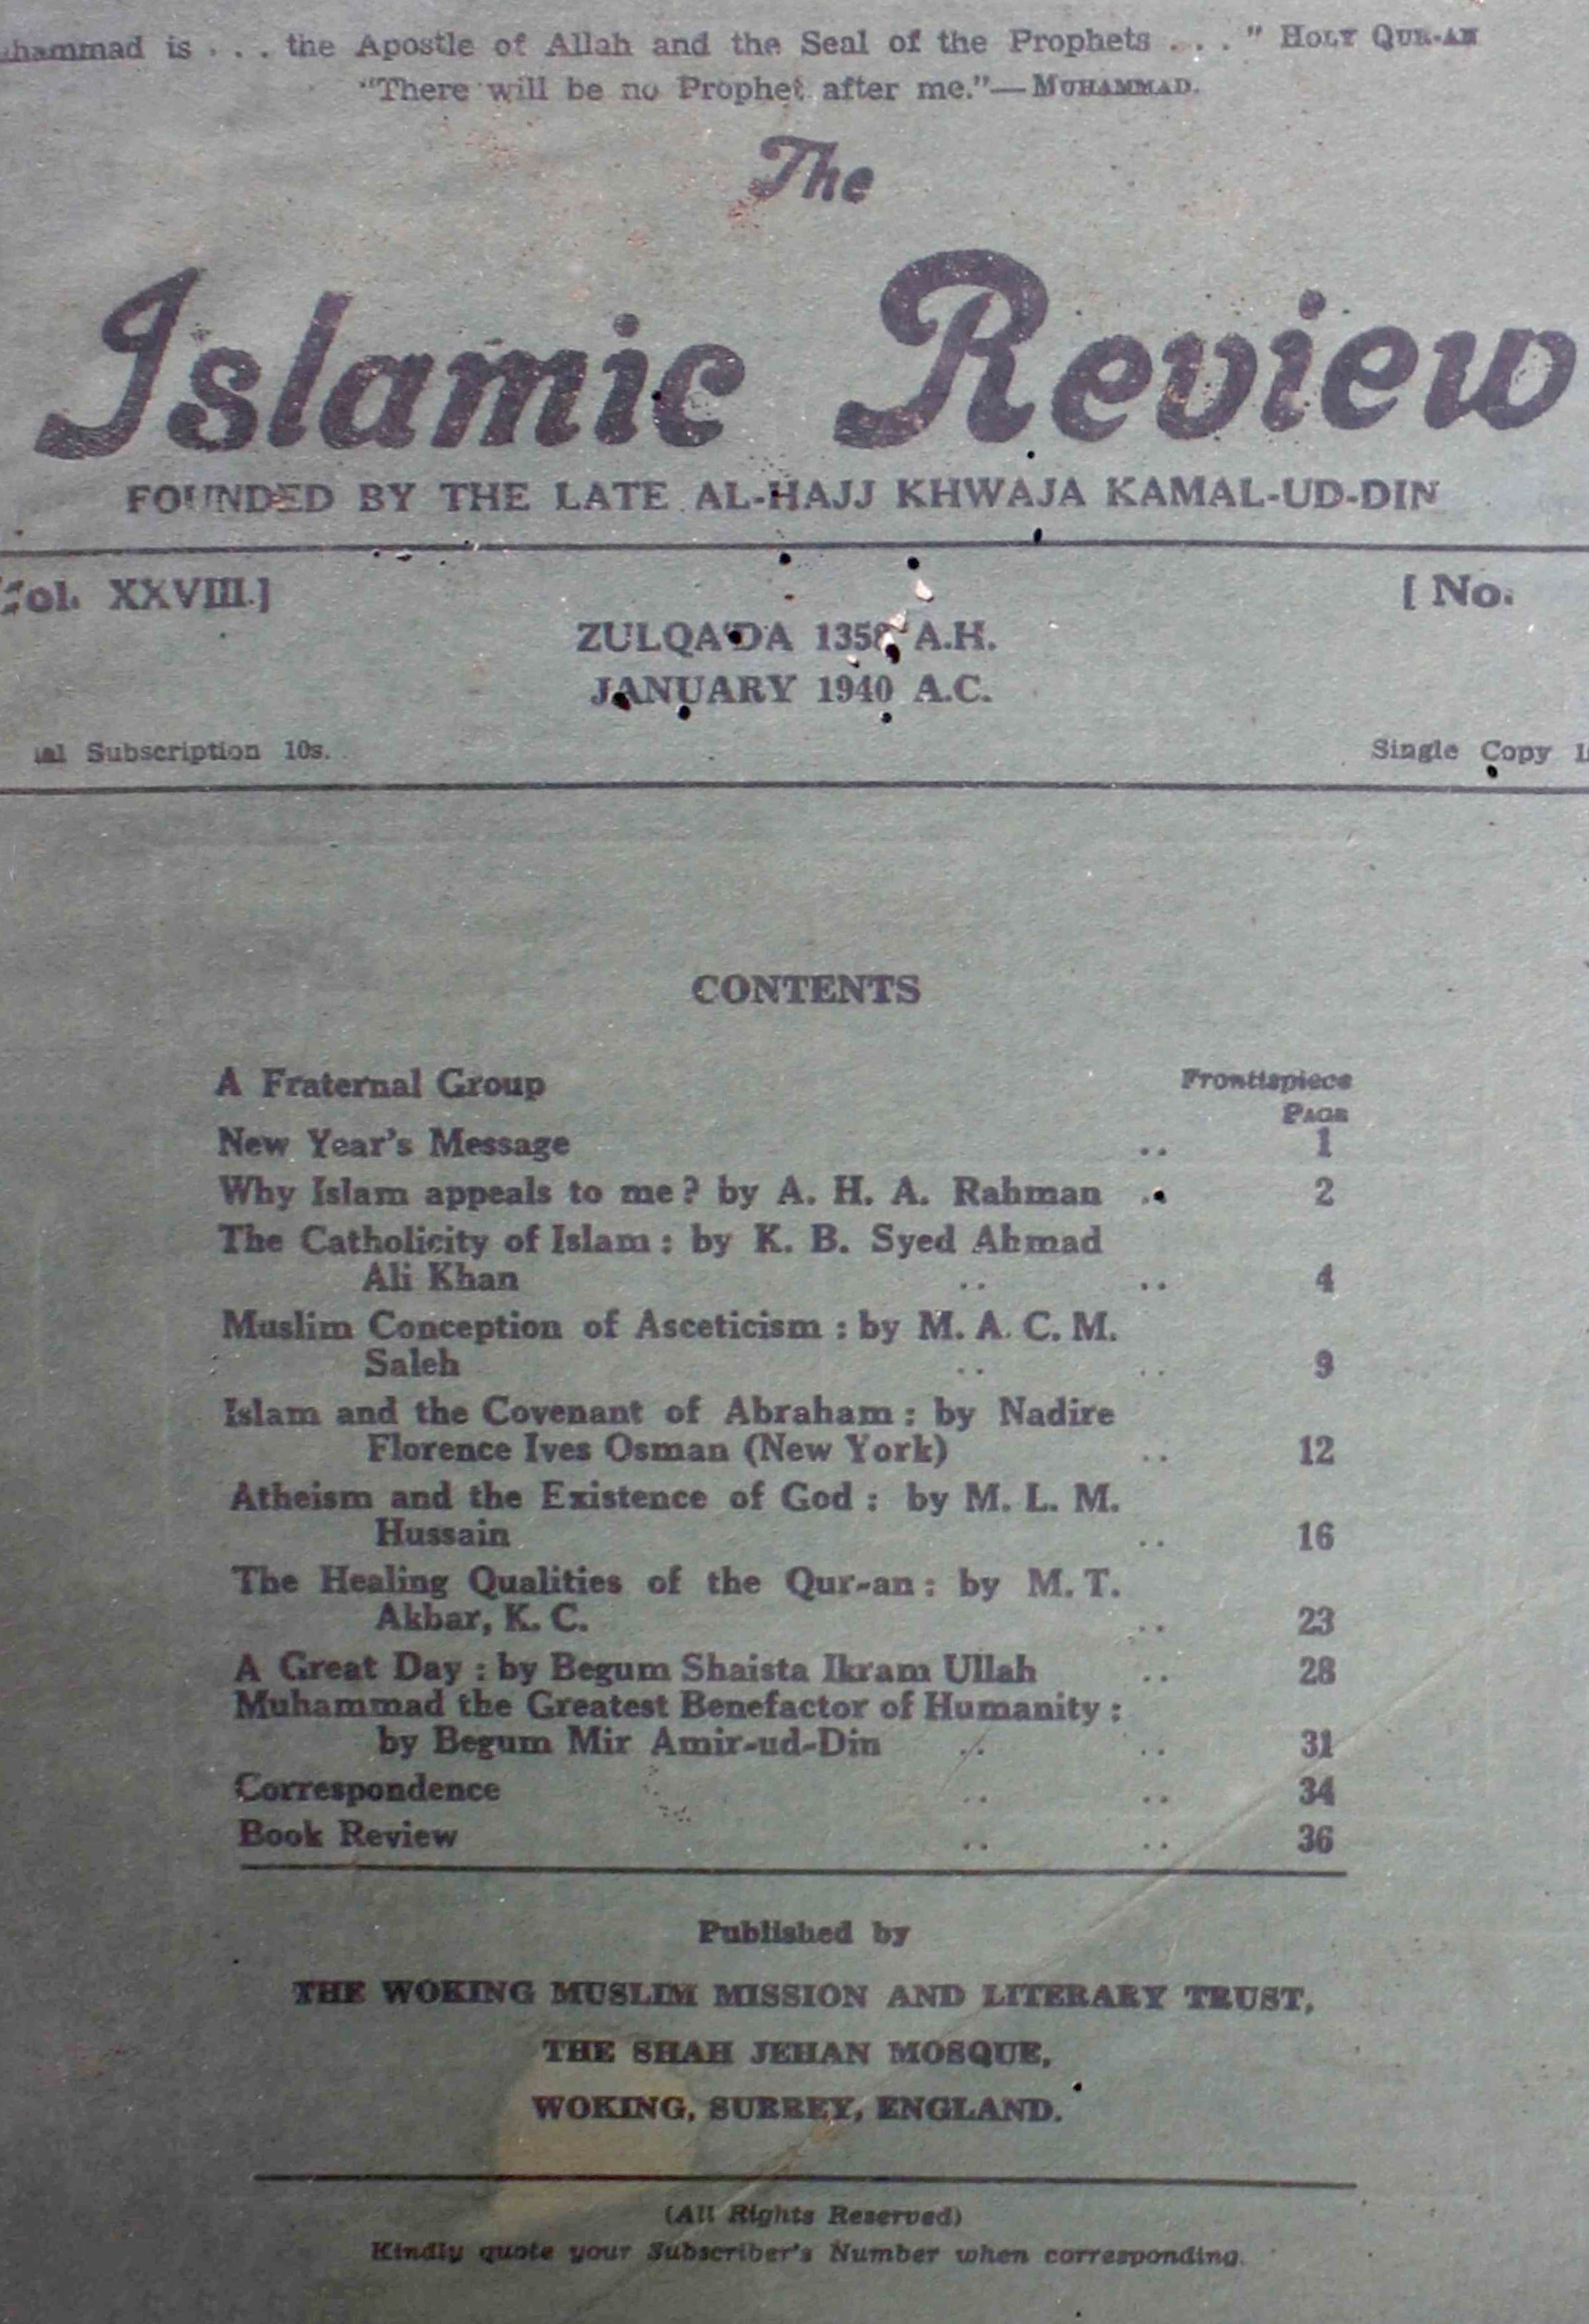 hammad is . . . the Apostle of Allah and the Seal of the Prophets . . . " HOLY QUR-AN
"There will be no Prophet after me."—MUHAMMAD.
The
Islamic Review
FOUNDED BY THE LATE AL-HAJJ KHWAJA KAMAL-UD-DIN
ol. XXVIII.] [ No.
ZULQA'DA 1358 A.H.
JANUARY 1940 A.C.
al Subscription 10s. Single Copy 1
CONTENTS
A Fraternal Group Frontispiece
PAGE
New Year's Message .. 1
Why Islam appeals to me? by A. H. A. Rahman .. 2
The Catholicity of Islam : by K. B. Syed Ahmad
Ali Khan .. .. 4
Muslim Conception of Asceticism : by M. A. C. M.
Saleh .. .. 9
Islam and the Covenant of Abraham : by Nadire
Florence Ives Osman (New York) .. 12
Atheism and the Existence of God : by M. L. M.
Hussain .. 16
The Healing Qualities of the Qur-an : by M. T.
Akbar, K. C. .. 23
A Great Day : by Begum Shaista Ikram Ullah .. 28
Muhammad the Greatest Benefactor of Humanity :
by Begum Mir Amir-ud-Din .. .. 31
Correspondence .. .. 34
Book Review .. .. 36
Published by
THE WOKING MUSLIM MISSION AND LITERARY TRUST,
THE SHAH JEHAN MOSQUE,
WOKING, SURREY, ENGLAND.
(All Rights Reserved)
Kindly quote your Subscriber's Number when corresponding.